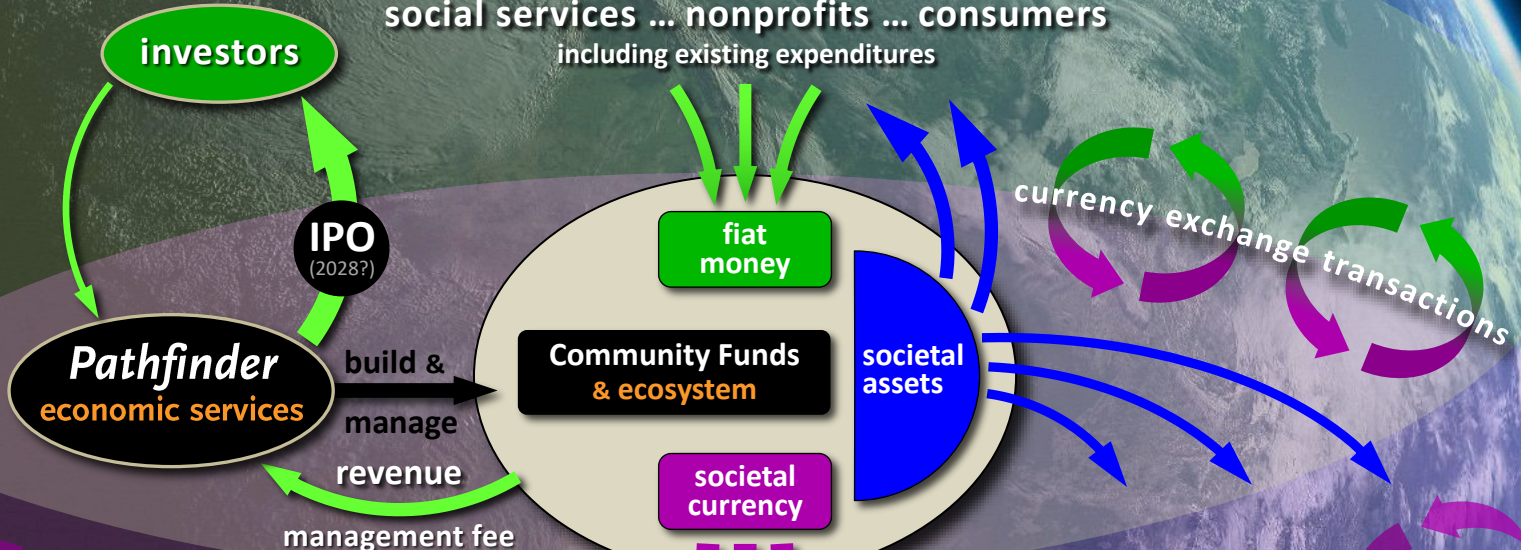 social services ... nonprofits ... consumers
including existing expenditures
investors
IPO
(2028?)
Pathfinder
economic services
build &
manage
revenue
management fee
fiat
money
Community Funds
& ecosystem
societal
assets
societal
currency
currency exchange transactions